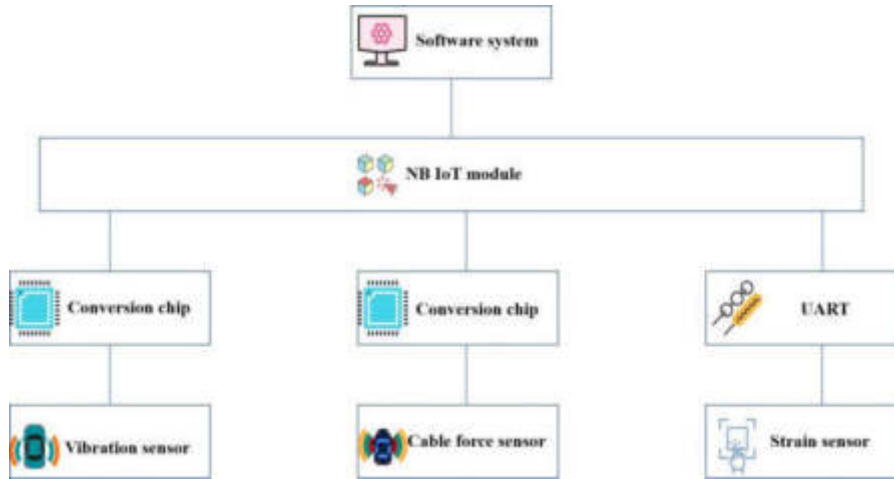 Software system
NB IoT module
Conversion chip
Conversion chip
UART
Vibration sensor
Cable force sensor
Strain sensor